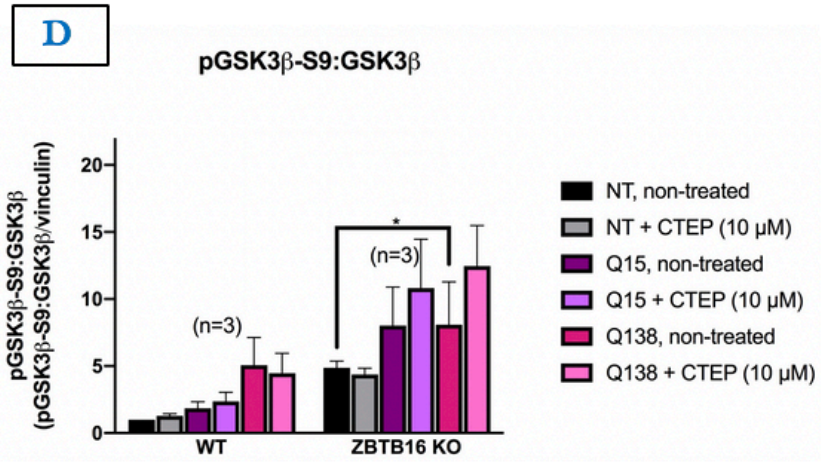 D
pGSK3β-S9:GSK3β
pGSK3β-S9:GSK3β
(pGSK3β-S9:GSK3β/vinculin)
20
15
10
5
0
(n=3)
*
(n=3)
WT
ZBTB16 KO
NT, non-treated
NT + CTEP (10 μM)
Q15, non-treated
Q15 + CTEP (10 μM)
Q138, non-treated
Q138 + CTEP (10 μM)